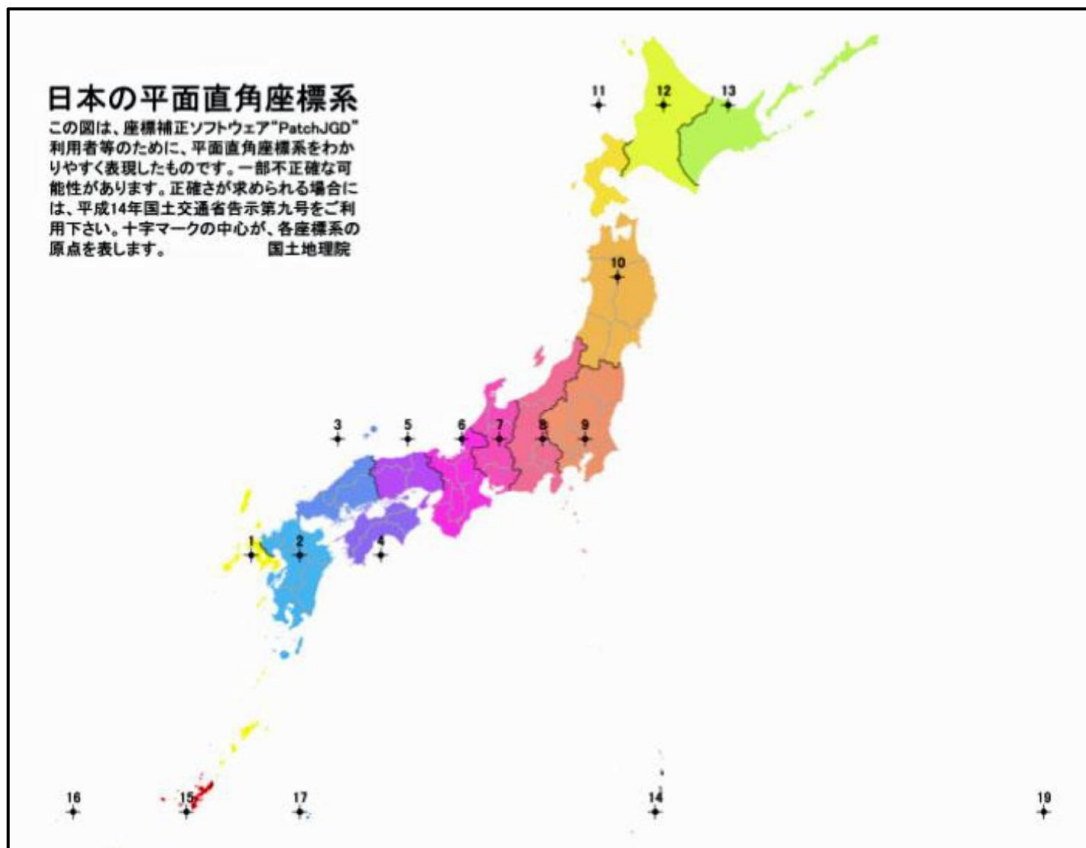 日本の平面直角座標系
この図は、座標補正ソフトウェア“PatchJGD”
利用者等のために、平面直角座標系をわか
りやすく表現したものです。一部不正確な可
能性があります。正確さが求められる場合に
は、平成14年国土交通省告示第九号をご利
用下さい。十字マークの中心が、各座標系の
原点を表します。 国土地理院
11
12
13
10
3
5
6
7
8
9
1
2
4
16
15
17
14
19